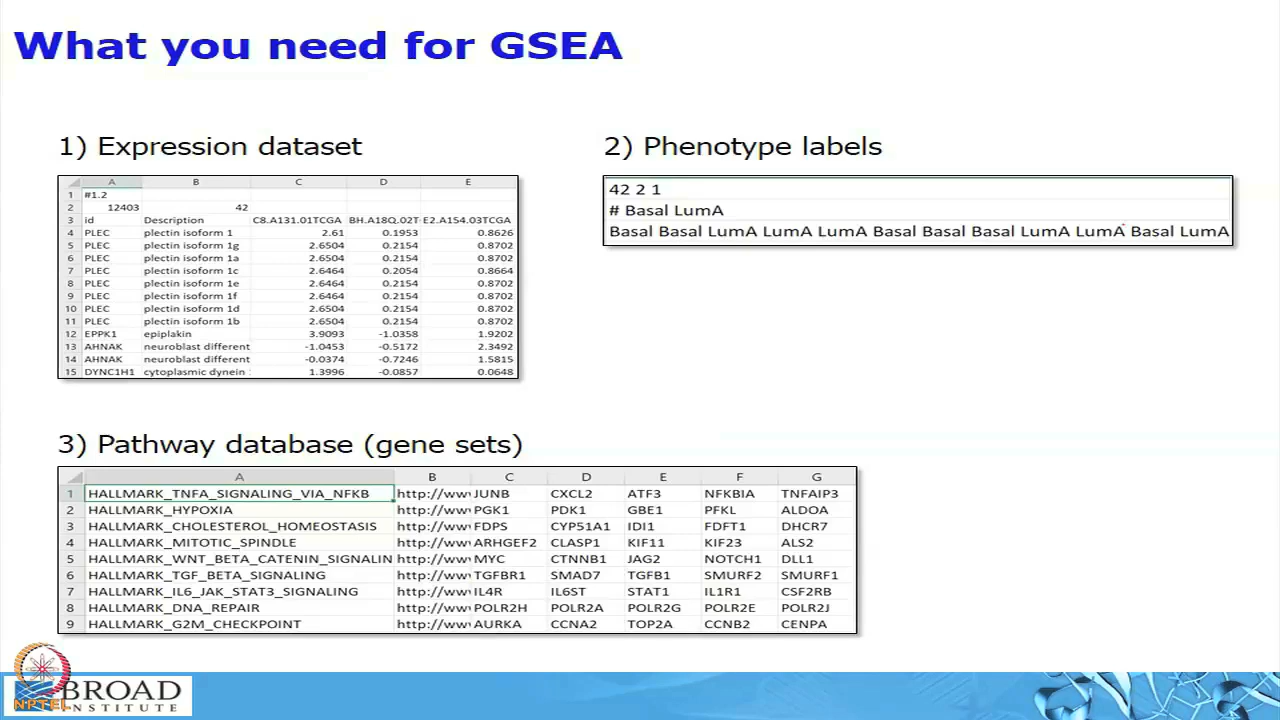 What you need for GSEA
1) Expression dataset
A B C D E
1 #1.2
2 12403 42
3 id Description C8.A131.01TCGA BH.A18Q.02T E2.A154.03TCGA
4 PLEC plectin isoform 1 2.61 0.1953 0.8626
5 PLEC plectin isoform 1g 2.6504 0.2154 0.8702
6 PLEC plectin isoform 1a 2.6504 0.2154 0.8702
7 PLEC plectin isoform 1c 2.6464 0.2054 0.8664
8 PLEC plectin isoform 1e 2.6464 0.2154 0.8702
9 PLEC plectin isoform 1f 2.6464 0.2154 0.8702
10 PLEC plectin isoform 1d 2.6504 0.2154 0.8702
11 PLEC plectin isoform 1b 2.6504 0.2154 0.8702
12 EPPK1 epiplakin 3.9093 -1.0358 1.9202
13 AHNAK neuroblast different -1.0453 -0.5172 2.3492
14 AHNAK neuroblast different -0.0374 -0.7246 1.5815
15 DYNC1H1 cytoplasmic dynein 1.3996 -0.0857 0.0648
2) Phenotype labels
42 2 1
# Basal LumA
Basal Basal LumA LumA LumA Basal Basal Basal LumA LumA Basal LumA
3) Pathway database (gene sets)
A B C D E F G
1 HALLMARK_TNFA_SIGNALING_VIA_NFKB http://www JUNB CXCL2 ATF3 NFKBIA TNFAIP3
2 HALLMARK_HYPOXIA http://www PGK1 PDK1 GBE1 PFKL ALDOA
3 HALLMARK_CHOLESTEROL_HOMEOSTASIS http://www FDPS CYP51A1 IDI1 FDFT1 DHCR7
4 HALLMARK_MITOTIC_SPINDLE http://www ARHGEF2 CLASP1 KIF11 KIF23 ALS2
5 HALLMARK_WNT_BETA_CATENIN_SIGNALIN http://www MYC CTNNB1 JAG2 NOTCH1 DLL1
6 HALLMARK_TGF_BETA_SIGNALING http://www TGFBR1 SMAD7 TGFB1 SMURF2 SMURF1
7 HALLMARK_IL6_JAK_STAT3_SIGNALING http://www IL4R IL6ST STAT1 IL1R1 CSF2RB
8 HALLMARK_DNA_REPAIR http://www POLR2H POLR2A POLR2G POLR2E POLR2J
9 HALLMARK_G2M_CHECKPOINT http://www AURKA CCNA2 TOP2A CCNB2 CENPA
BROAD
INSTITUTE
NPTEL